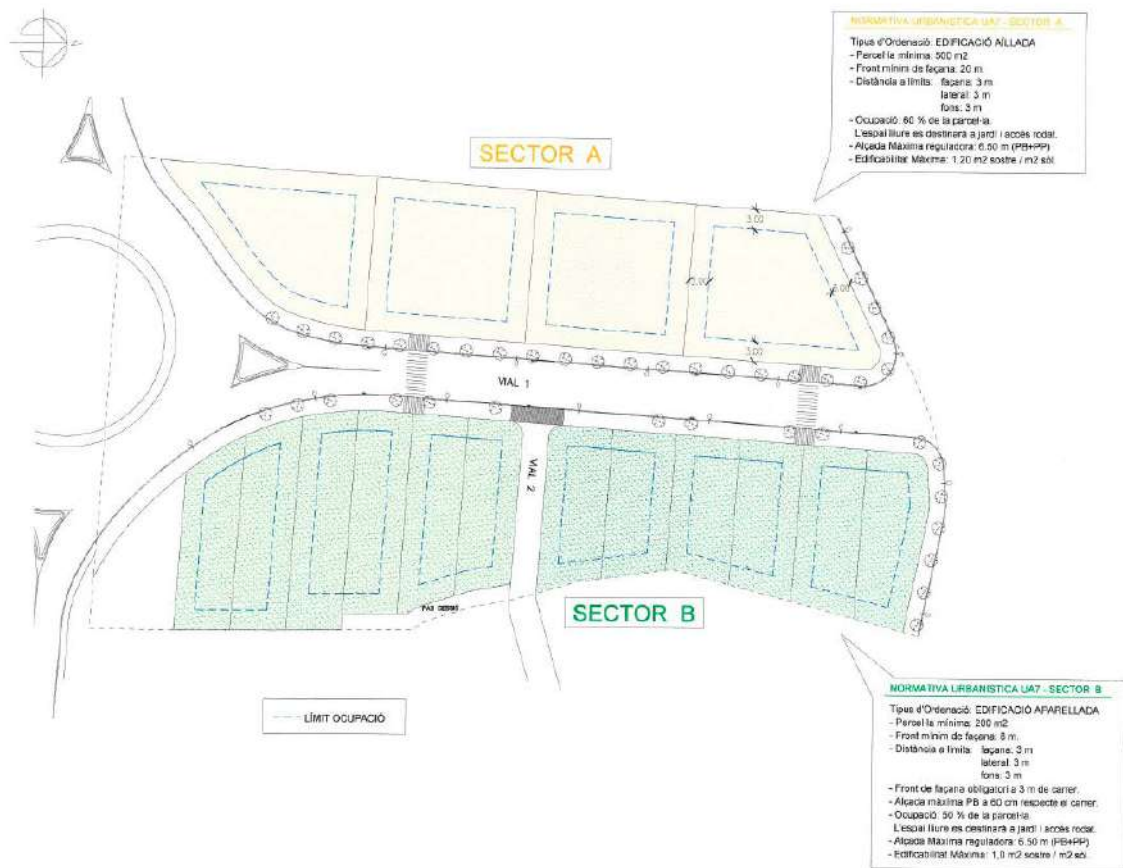 NORMATIVA URBANISTICA UA7 - SECTOR A
Tipus d'Ordenació: EDIFICACIÓ AÏLLADA
- Parcel·la mínima: 500 m2
- Front mínim de façana: 20 m.
- Distància a límits: façana: 3 m
lateral: 3 m
fons: 3 m
- Ocupació: 60 % de la parcel·la.
L'espai lliure es destinarà a jardí i accés rodat.
- Alçada Màxima reguladora: 6.50 m (PB+PP)
- Edificabilitat Màxima: 1,20 m2 sostre / m2 sòl.
SECTOR A
3.00
3.00
3.00
VIAL 1
VIAL 2
SECTOR B
LÍMIT OCUPACIÓ
NORMATIVA URBANISTICA UA7 - SECTOR B
Tipus d'Ordenació: EDIFICACIÓ APARELLADA
- Parcel·la mínima: 200 m2
- Front mínim de façana: 8 m.
- Distància a límits: façana: 3 m
lateral: 3 m
fons: 3 m
- Front de façana obligatori a 3 m de carrer.
- Alçada màxima PB a 60 cm respecte el carrer.
- Ocupació: 50 % de la parcel·la.
L'espai lliure es destinarà a jardí i accés rodat.
- Alçada Màxima reguladora: 6.50 m (PB+PP)
- Edificabilitat Màxima: 1,0 m2 sostre / m2 sòl.